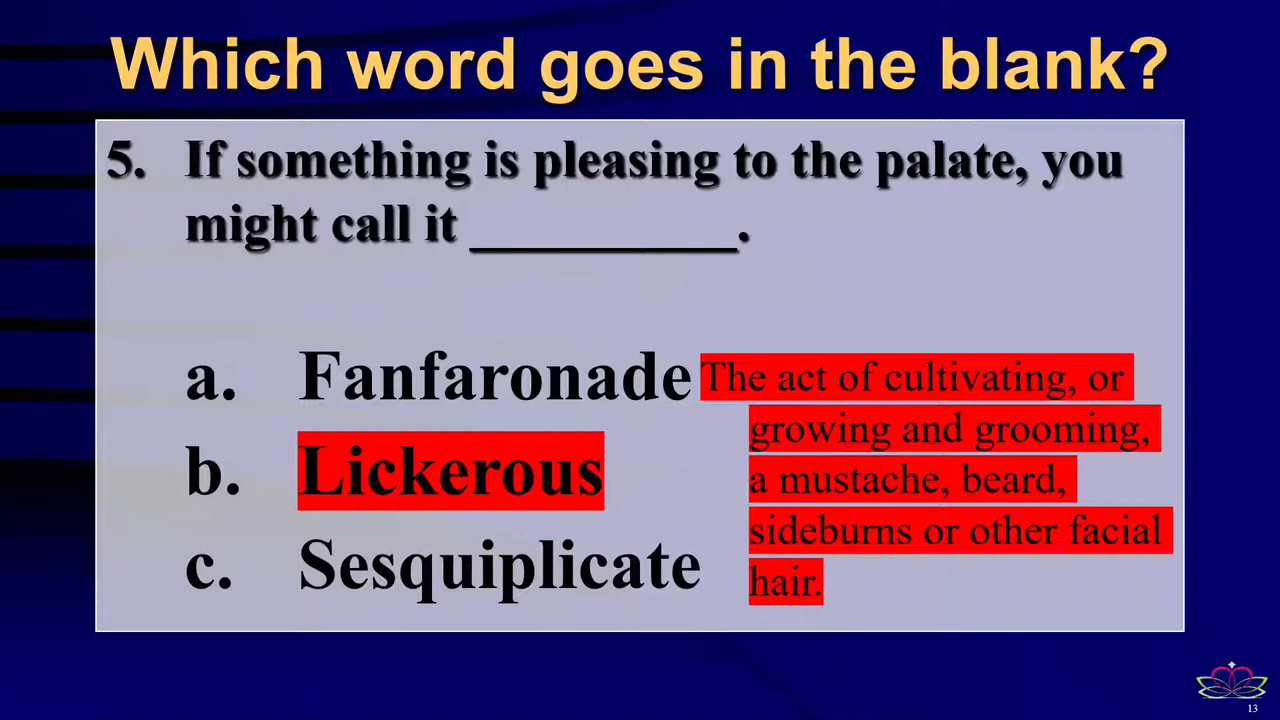 Which word goes in the blank?
5. If something is pleasing to the palate, you
might call it __________.
a. Fanfaronade
b. Lickerous
c. Sesquiplicate
The act of cultivating, or
growing and grooming,
a mustache, beard,
sideburns or other facial
hair.
13